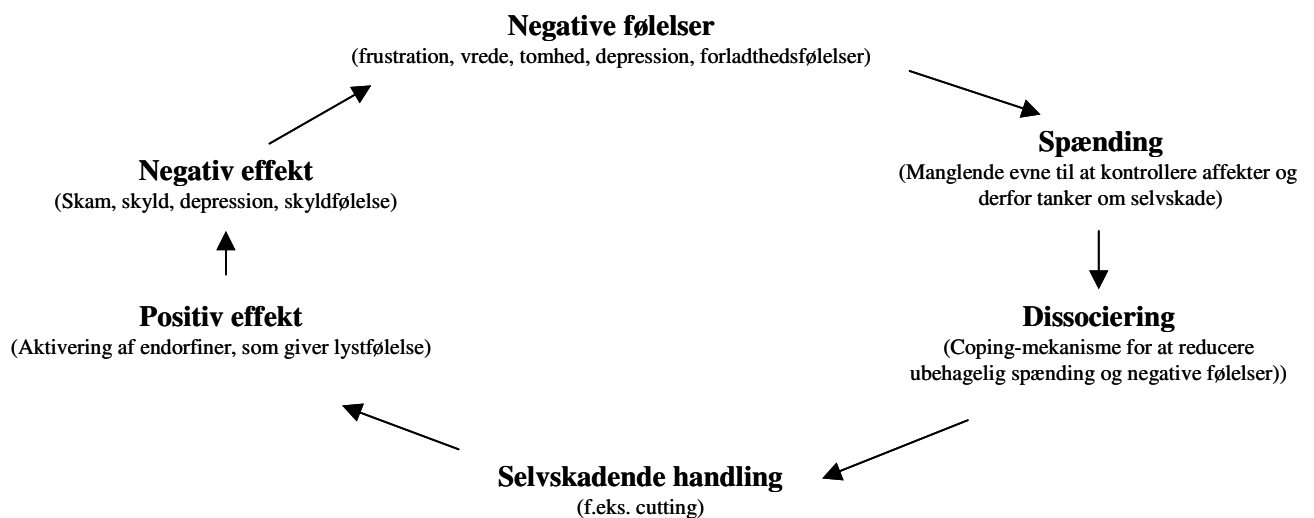 Negative følelser
(frustration, vrede, tomhed, depression, forladthedsfølelser)
Spænding
(Manglende evne til at kontrollere affekter og
derfor tanker om selvskade)
Dissociering
(Coping-mekanisme for at reducere
ubehagelig spænding og negative følelser))
Selvskadende handling
(f.eks. cutting)
Positiv effekt
(Aktivering af endorfiner, som giver lystfølelse)
Negativ effekt
(Skam, skyld, depression, skyldfølelse)